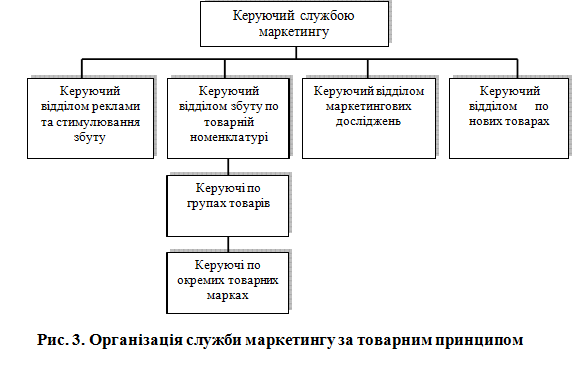 Керуючий службою
маркетингу
Керуючий
відділом реклами
та стимулювання
збуту
Керуючий
відділом збуту по
товарній
номенклатурі
Керуючий відділом
маркетингових
досліджень
Керуючий
відділом по
нових товарах
Керуючі по
групах товарів
Керуючі по
окремих товарних
марках
Рис. 3. Організація служби маркетингу за товарним принципом